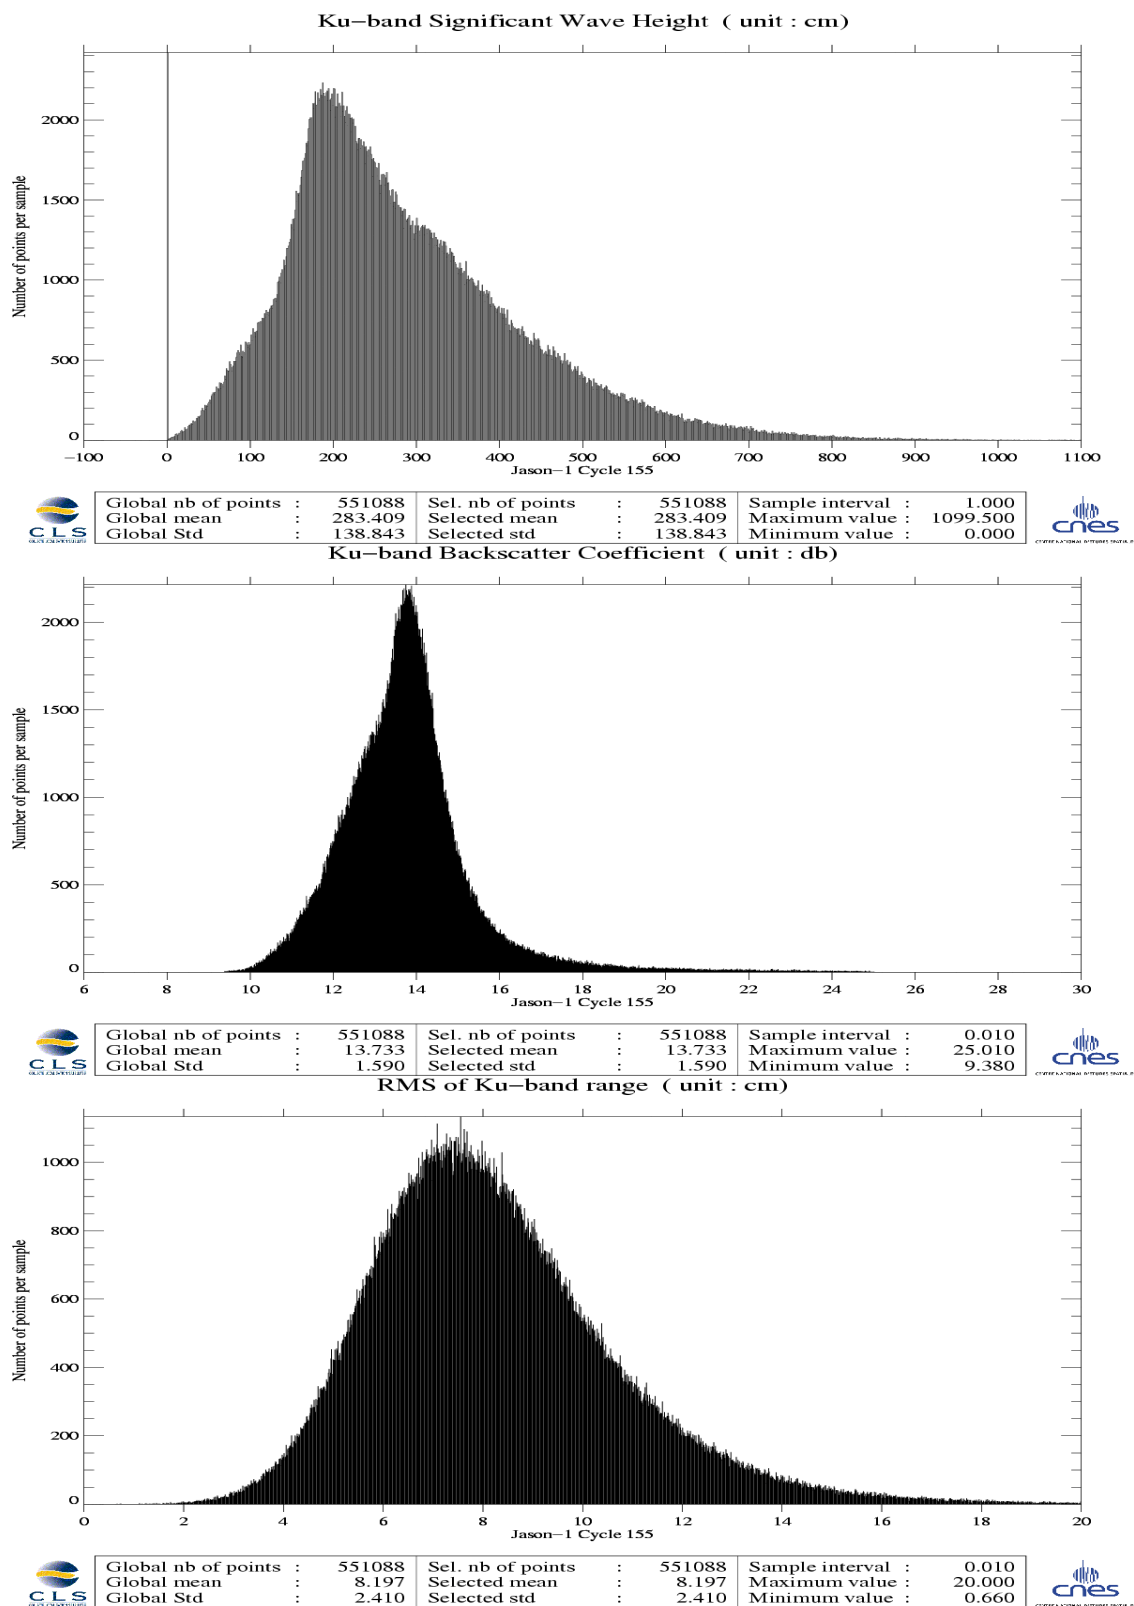 Ku-band Significant Wave Height ( unit : cm)
Number of points per sample
2000
1500
1000
500
0
-100 0 100 200 300 400 500 600 700 800 900 1000 1100
Jason-1 Cycle 155
CLS
Global nb of points : 551088 Sel. nb of points : 551088 Sample interval : 1.000
Global mean : 283.409 Selected mean : 283.409 Maximum value : 1099.500
Global Std : 138.843 Selected std : 138.843 Minimum value : 0.000
cnes
Ku-band Backscatter Coefficient ( unit : db)
Number of points per sample
2000
1500
1000
500
0
6 8 10 12 14 16 18 20 22 24 26 28 30
Jason-1 Cycle 155
CLS
Global nb of points : 551088 Sel. nb of points : 551088 Sample interval : 0.010
Global mean : 13.733 Selected mean : 13.733 Maximum value : 25.010
Global Std : 1.590 Selected std : 1.590 Minimum value : 9.380
cnes
RMS of Ku-band range ( unit : cm)
Number of points per sample
1000
800
600
400
200
0
0 2 4 6 8 10 12 14 16 18 20
Jason-1 Cycle 155
CLS
Global nb of points : 551088 Sel. nb of points : 551088 Sample interval : 0.010
Global mean : 8.197 Selected mean : 8.197 Maximum value : 20.000
Global Std : 2.410 Selected std : 2.410 Minimum value : 0.660
cnes